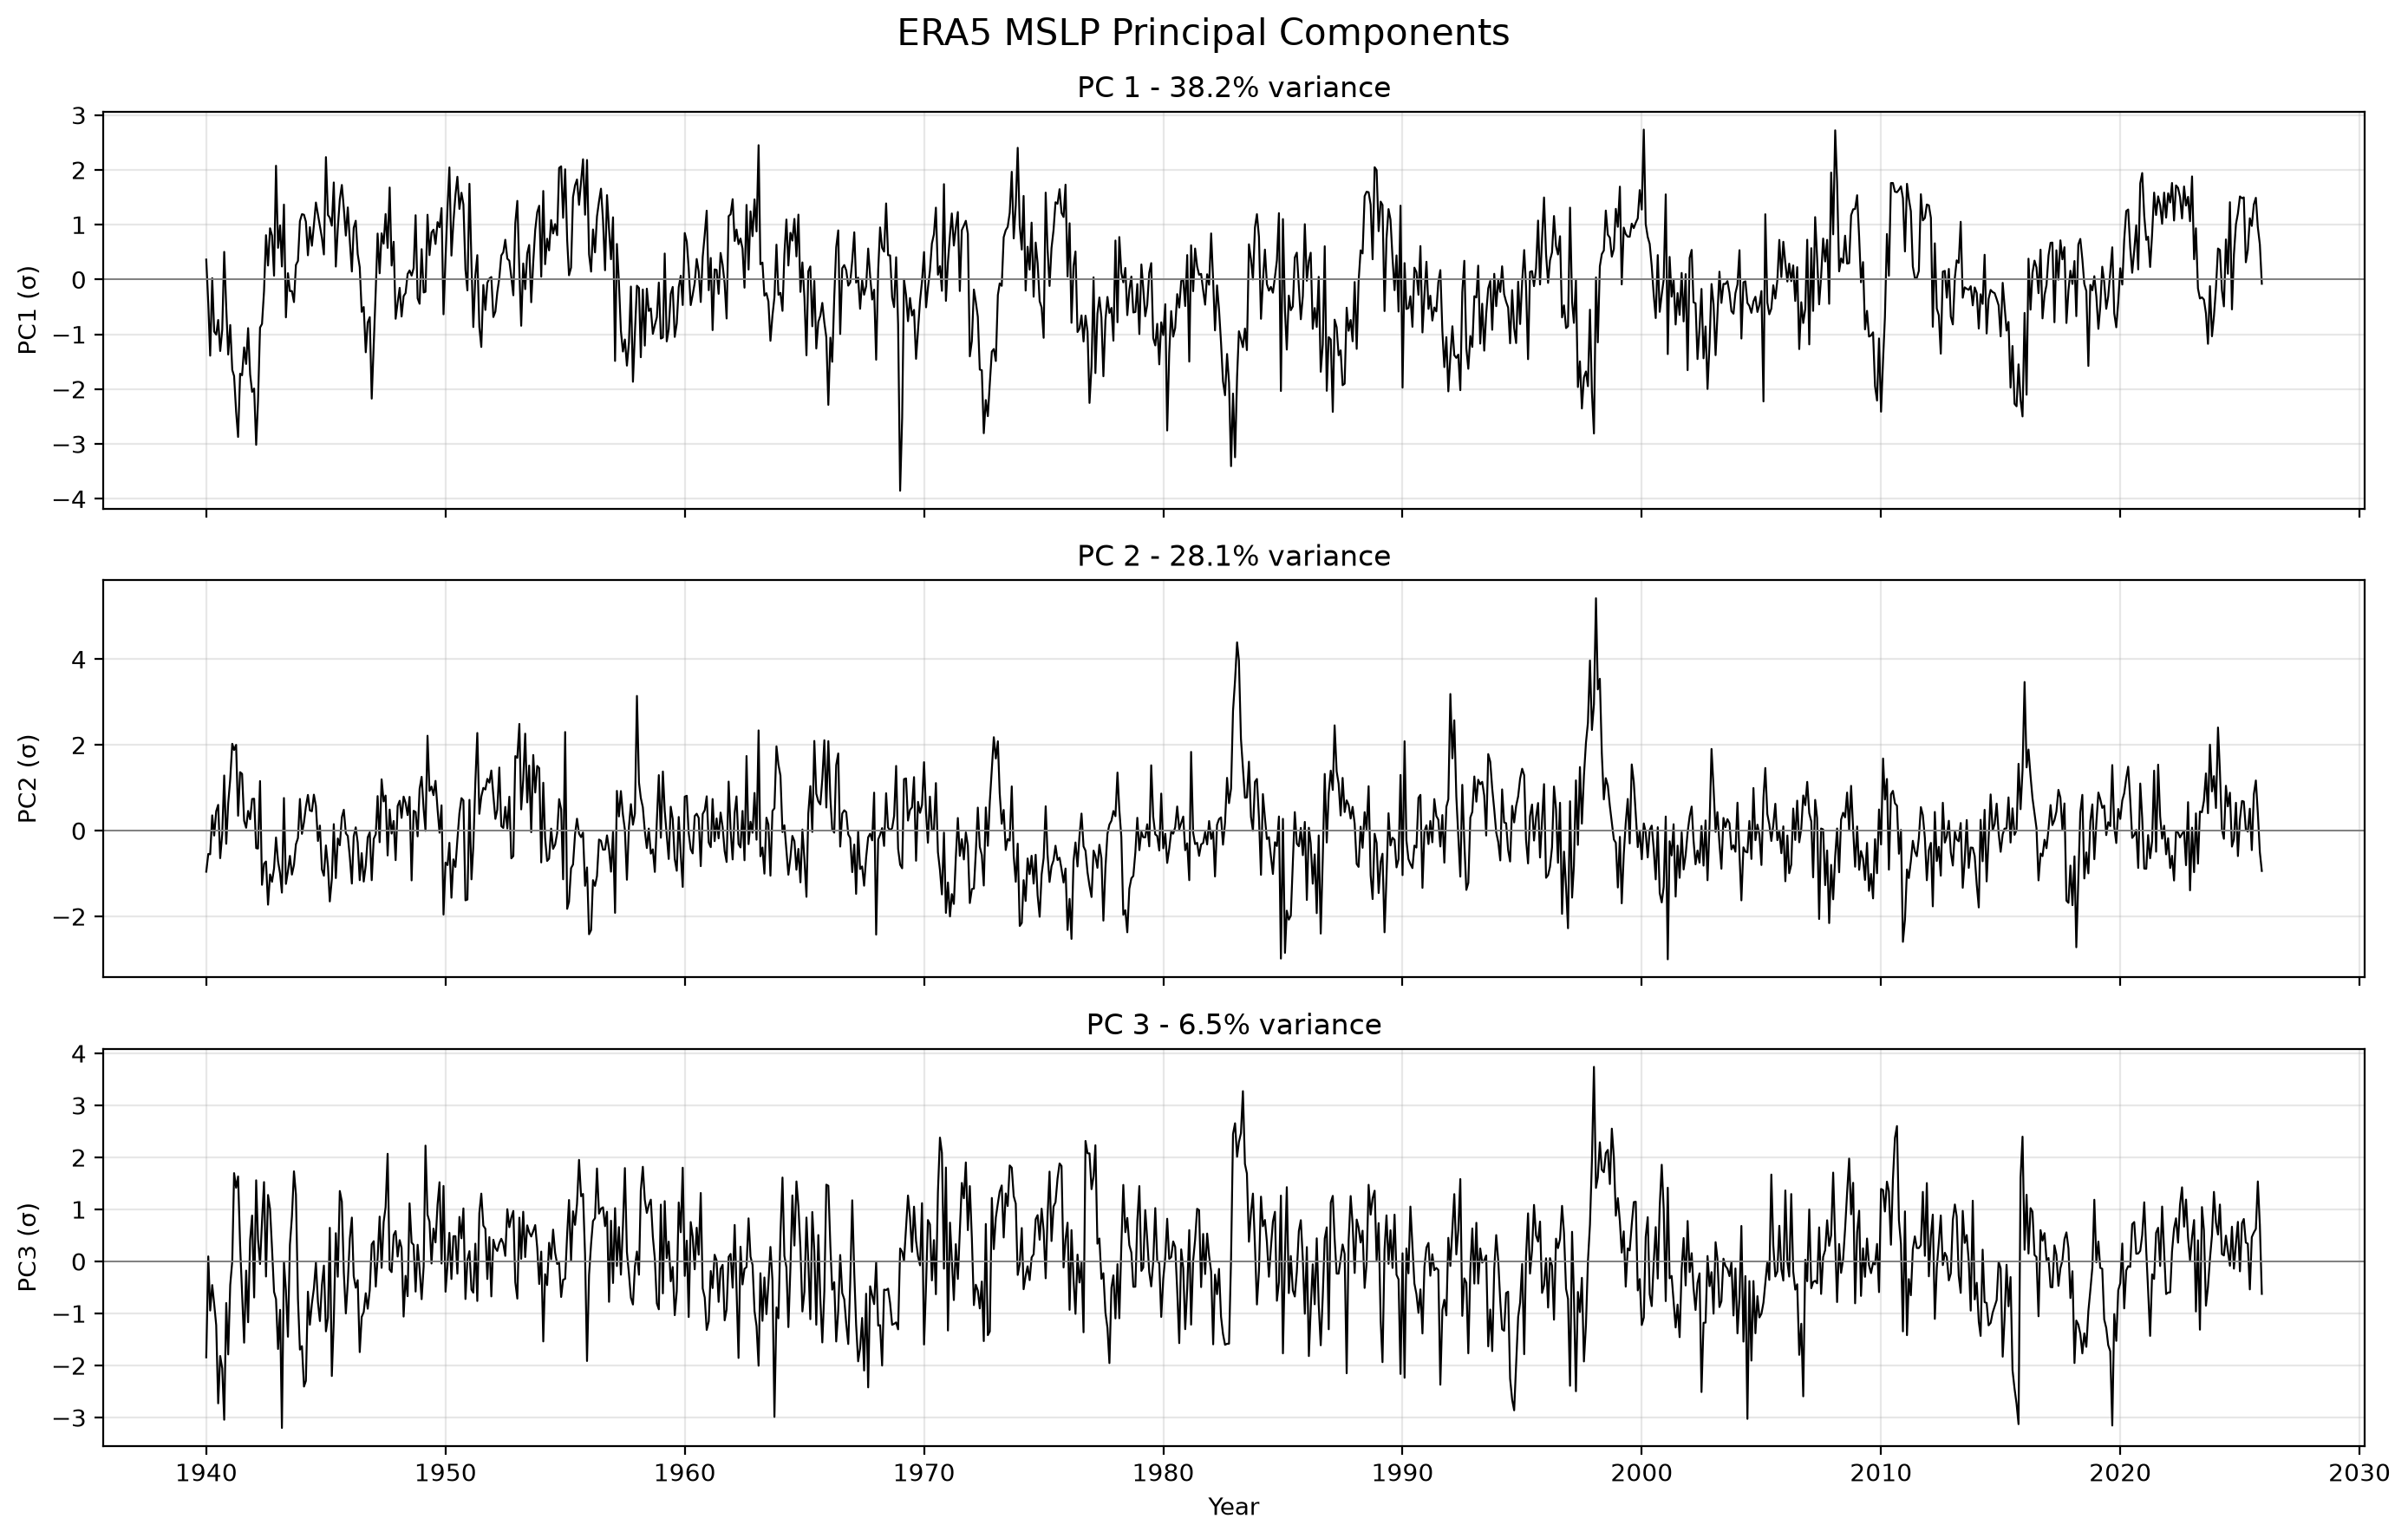 ERA5 MSLP Principal Components
PC 1 - 38.2% variance
3
2
1
0
−1
−2
−3
−4
PC1 (σ)
PC 2 - 28.1% variance
4
2
0
−2
PC2 (σ)
PC 3 - 6.5% variance
4
3
2
1
0
−1
−2
−3
PC3 (σ)
1940 1950 1960 1970 1980 1990 2000 2010 2020 2030
Year